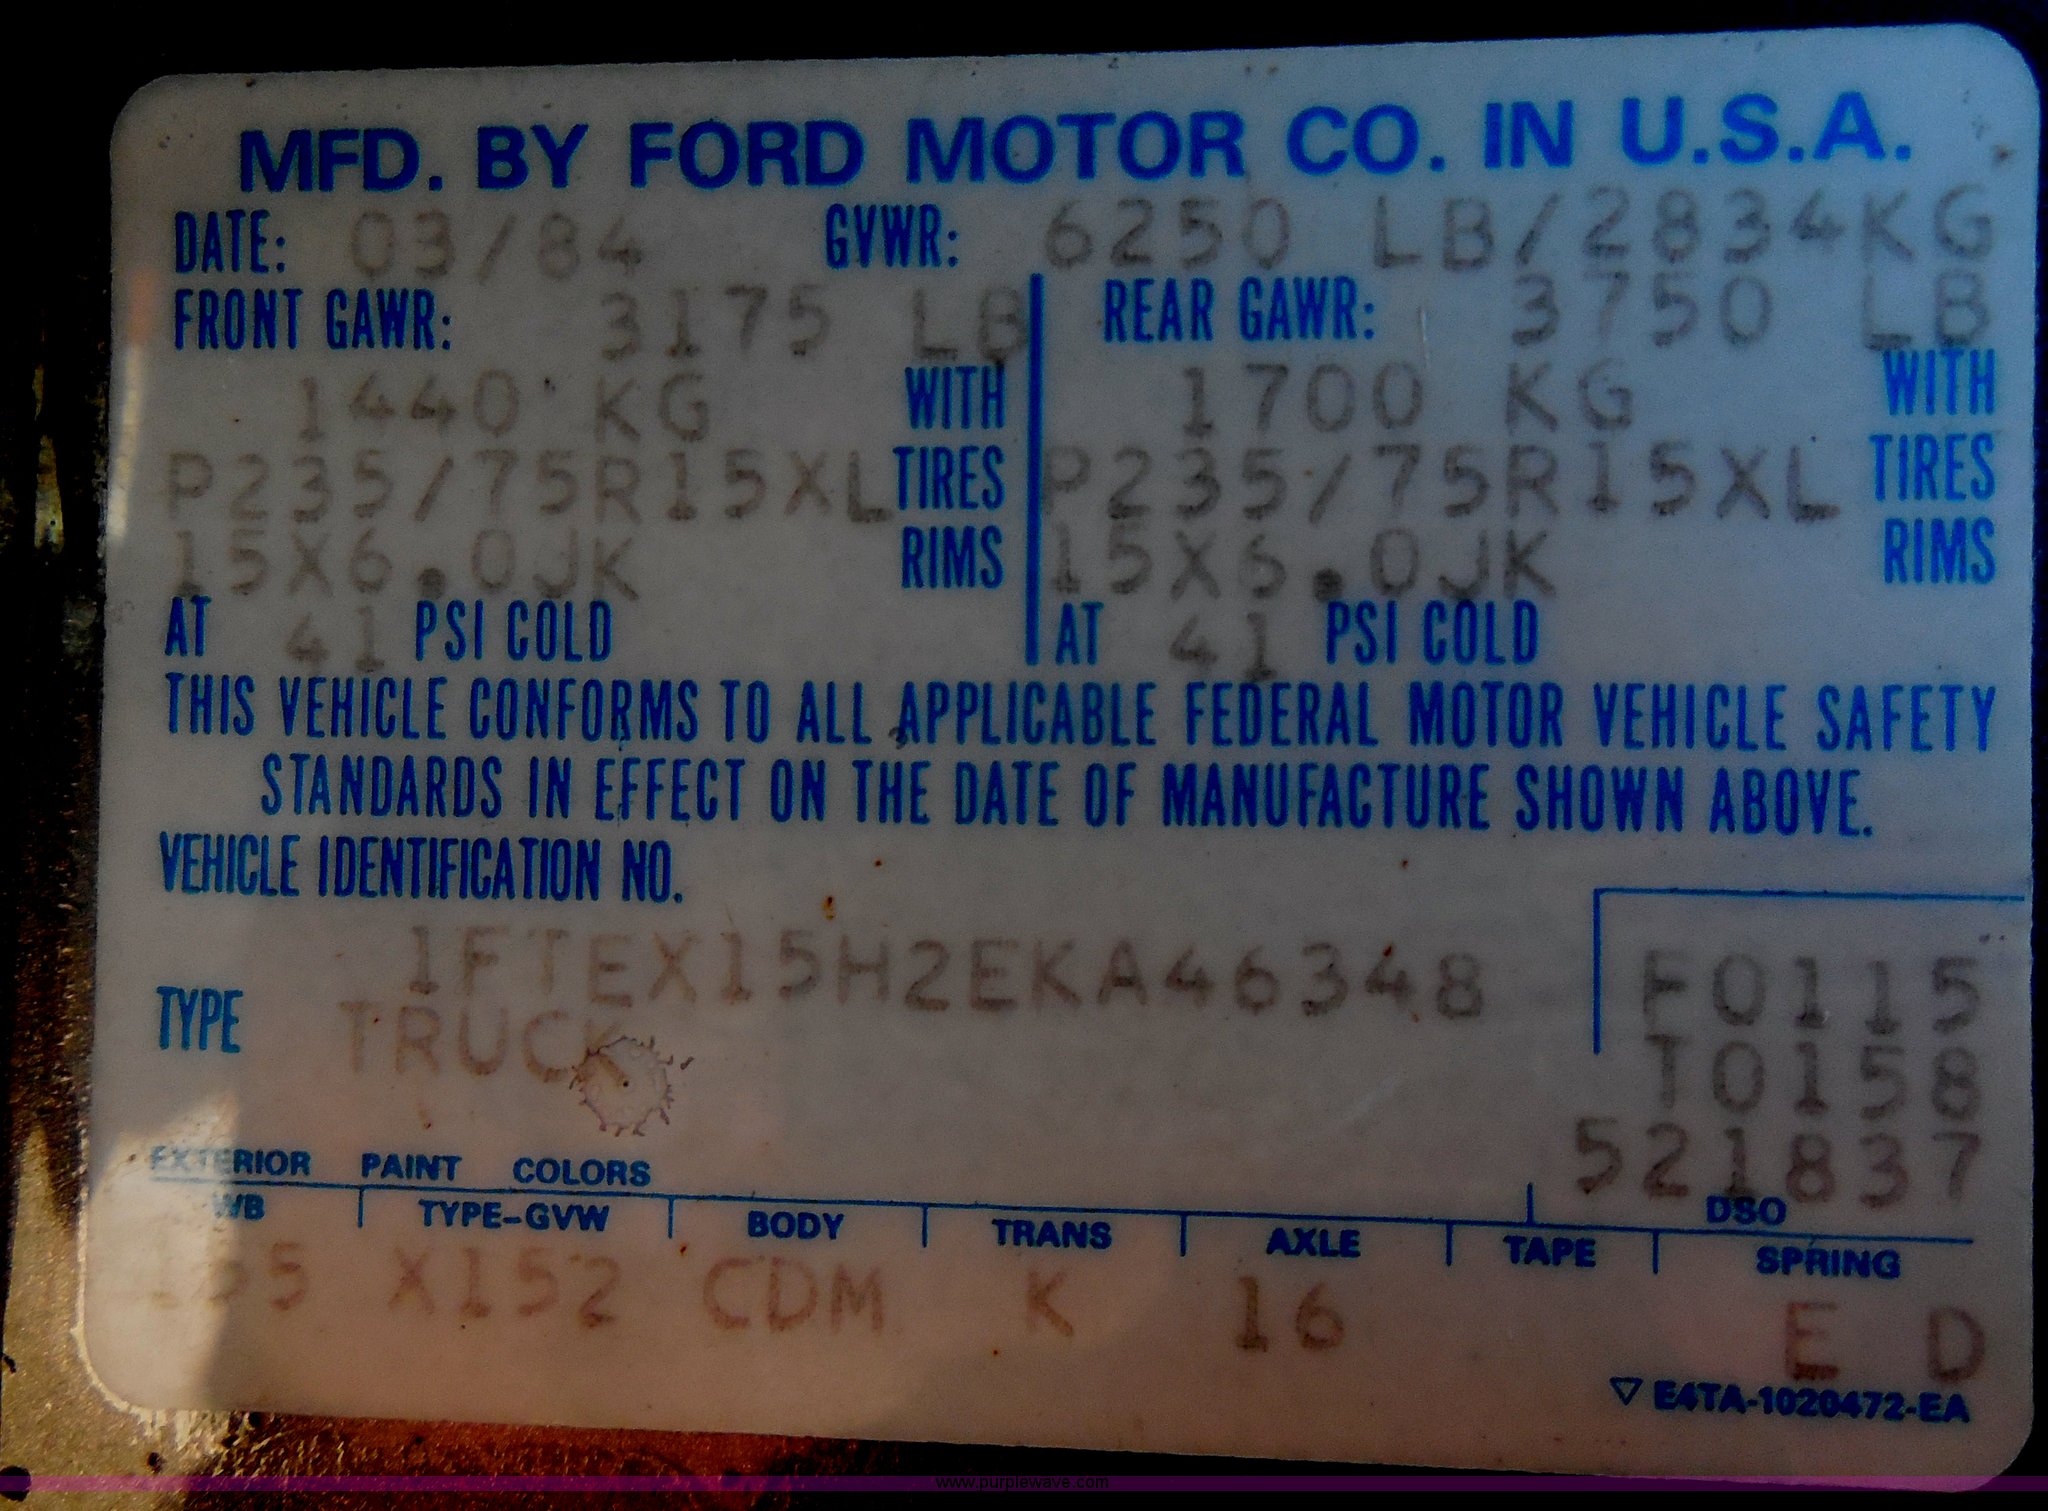 MFD. BY FORD MOTOR CO. IN U.S.A.
DATE: 03/84 GVWR: 6250 LB/2834KG
FRONT GAWR: 3175 LB REAR GAWR: 3750 LB
1440 KG WITH 1700 KG WITH
P235/75R15XL TIRES P235/75R15XL TIRES
15X6.0JK RIMS 15X6.0JK RIMS
AT 41 PSI COLD AT 41 PSI COLD
THIS VEHICLE CONFORMS TO ALL APPLICABLE FEDERAL MOTOR VEHICLE SAFETY
STANDARDS IN EFFECT ON THE DATE OF MANUFACTURE SHOWN ABOVE.
VEHICLE IDENTIFICATION NO.
1FTEX15H2EKA46348 F0115
TYPE TRUCK T0158
521837
EXTERIOR PAINT COLORS DSO
WB TYPE-GVW BODY TRANS AXLE TAPE SPRING
155 X152 CDM K 16 E D
▽ E4TA-1020472-EA
www.purplewave.com